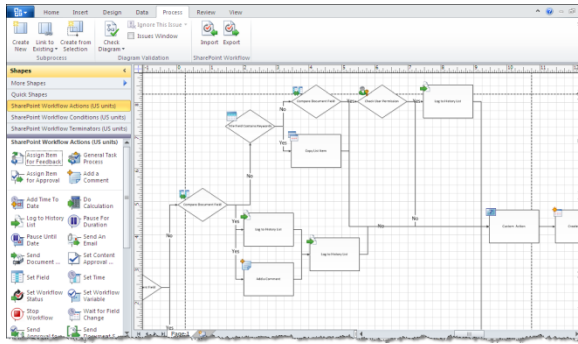 Home Insert Design Data Process Review View
Create New
Link to Existing
Create from Selection
Check Diagram
Ignore This Issue
Issues Window
Import
Export
Subprocess
Diagram Validation
SharePoint Workflow
Shapes
More Shapes
Quick Shapes
SharePoint Workflow Actions (US units)
SharePoint Workflow Conditions (US units)
SharePoint Workflow Terminators (US units)
SharePoint Workflow Actions (US units)
Assign Item for Feedback
General Task Process
Assign Item for Approval
Add a Comment
Add Time To Date
Do Calculation
Log to History List
Pause For Duration
Pause Until Date
Send An Email
Send Document ...
Set Content Approval ...
Set Field
Set Time
Set Workflow Status
Set Workflow Variable
Stop Workflow
Wait for Field Change
Send
Send
Compare Document Field
Log to History List
No
Yes
Copy List Item
No
Compare Document Field
Yes
Log to History List
No
Yes
Add a Comment
Log to History List
No
Custom Action
Yes
Page-1